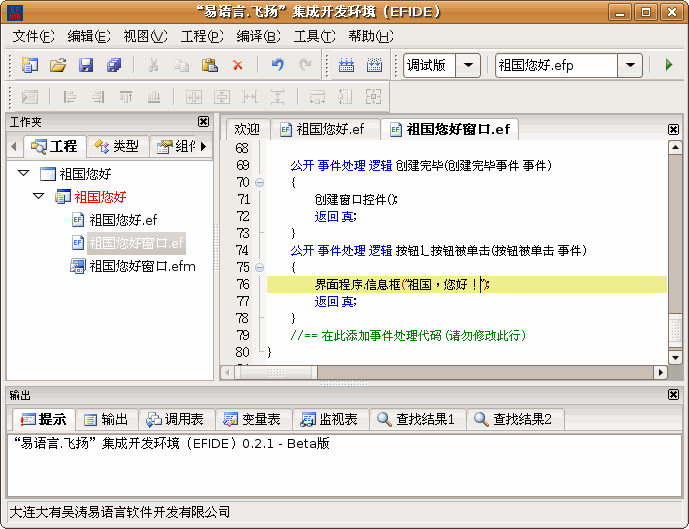 “易语言.飞扬”集成开发环境（EFIDE）
文件(F) 编辑(E) 视图(V) 工程(P) 编译(B) 工具(T) 帮助(H)
调试版 祖国您好.efp
工作夹
工程 类型 组件
祖国您好
祖国您好
祖国您好.ef
祖国您好窗口.ef
祖国您好窗口.efm
欢迎 祖国您好.ef 祖国您好窗口.ef
68
69 公开 事件处理 逻辑 创建完毕(创建完毕事件 事件)
70 {
71 创建窗口控件();
72 返回 真;
73 }
74 公开 事件处理 逻辑 按钮1_按钮被单击(按钮被单击 事件)
75 {
76 界面程序.信息框("祖国，您好！");
77 返回 真;
78 }
79 //== 在此添加事件处理代码 (请勿修改此行)
80 }
输出
提示 输出 调用表 变量表 监视表 查找结果1 查找结果2
“易语言.飞扬”集成开发环境（EFIDE）0.2.1 - Beta版
大连大有吴涛易语言软件开发有限公司